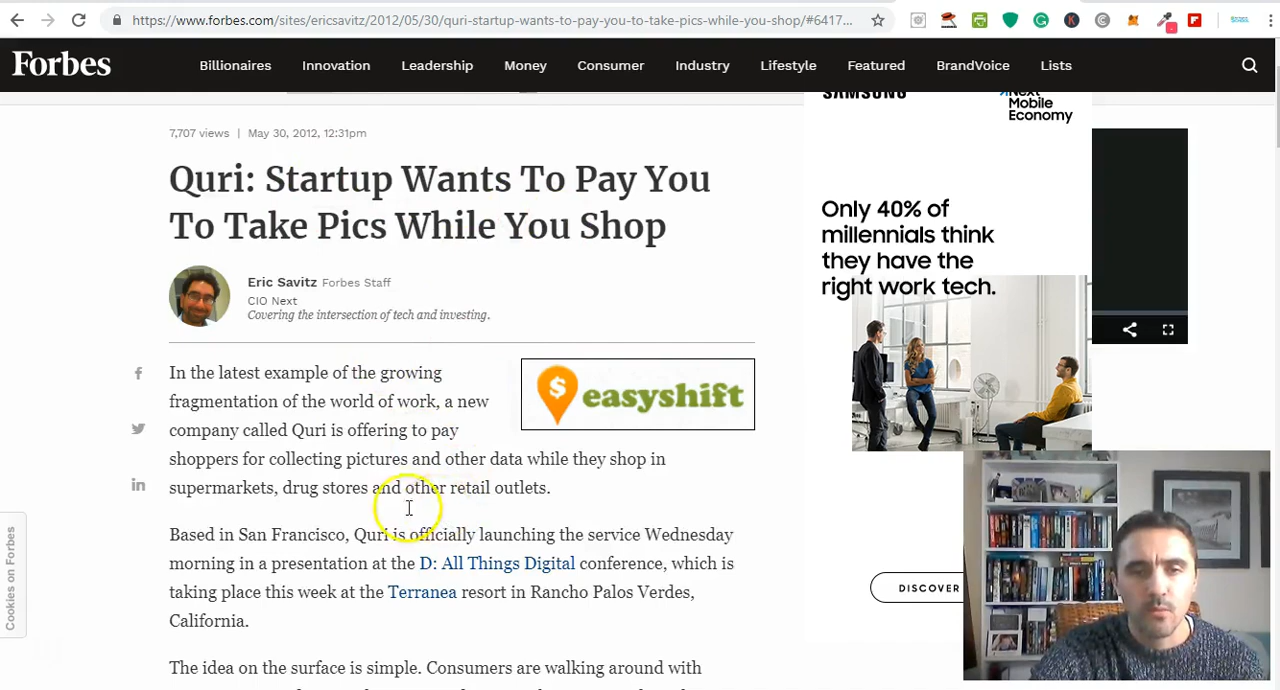 https://www.forbes.com/sites/ericsavitz/2012/05/30/quri-startup-wants-to-pay-you-to-take-pics-while-you-shop/#6417...
Forbes
Billionaires
Innovation
Leadership
Money
Consumer
Industry
Lifestyle
Featured
BrandVoice
Lists
7,707 views | May 30, 2012, 12:31pm
Quri: Startup Wants To Pay You
To Take Pics While You Shop
Eric Savitz Forbes Staff
CIO Next
Covering the intersection of tech and investing.
In the latest example of the growing
fragmentation of the world of work, a new
company called Quri is offering to pay
shoppers for collecting pictures and other data while they shop in
supermarkets, drug stores and other retail outlets.
easyshift
Based in San Francisco, Quri is officially launching the service Wednesday
morning in a presentation at the D: All Things Digital conference, which is
taking place this week at the Terranea resort in Rancho Palos Verdes,
California.
The idea on the surface is simple. Consumers are walking around with
Cookies on Forbes
SAMSUNG
Next
Mobile
Economy
Only 40% of
millennials think
they have the
right work tech.
DISCOVER